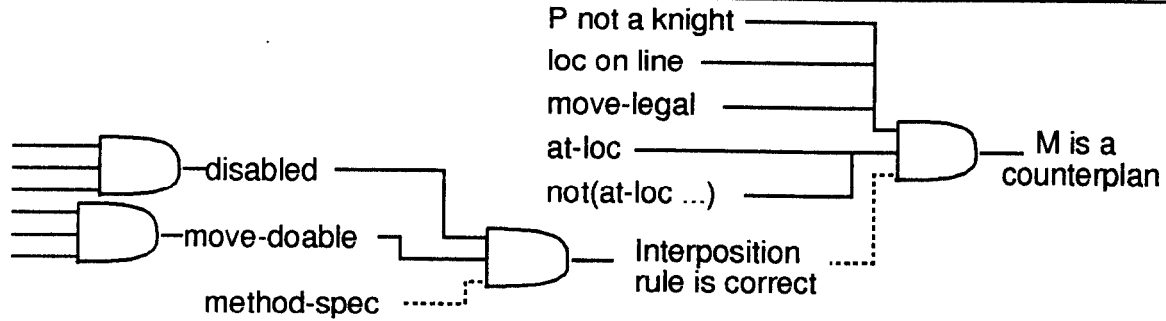 P not a knight
loc on line
move-legal
at-loc
not(at-loc ...)
M is a
counterplan
disabled
move-doable
method-spec
Interposition
rule is correct